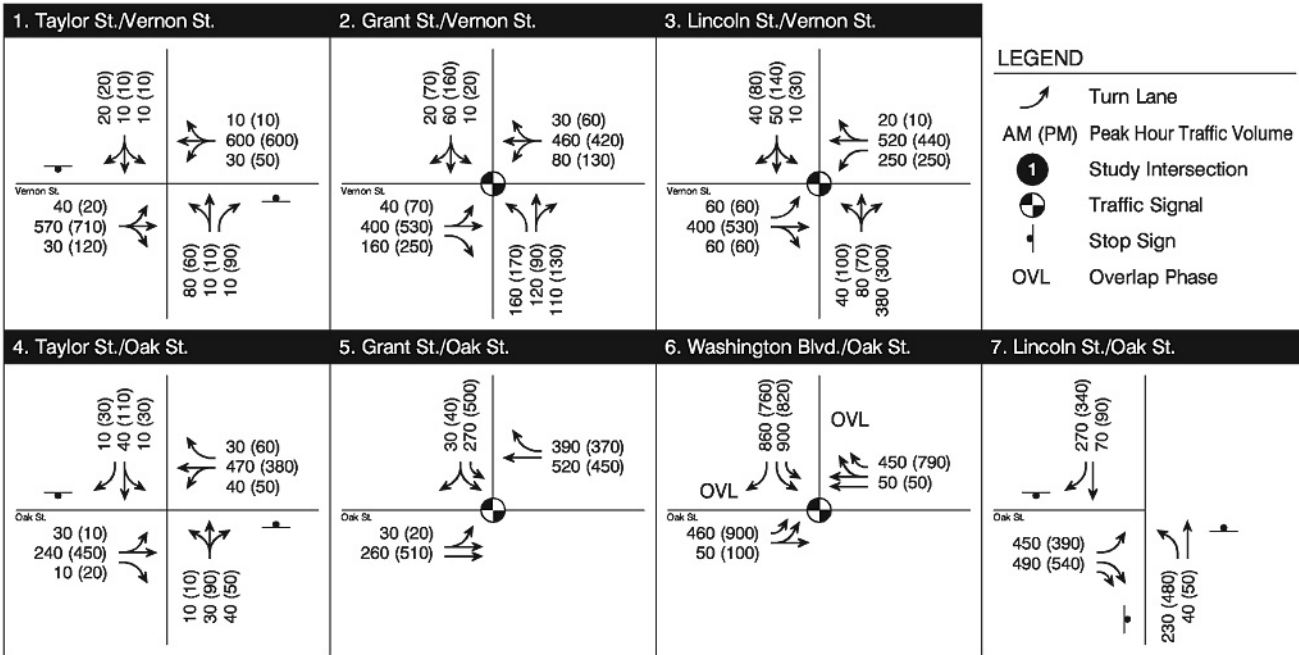 1. Taylor St./Vernon St.
20 (20)
10 (10)
10 (10)
10 (10)
600 (600)
30 (50)
Vernon St.
40 (20)
570 (710)
30 (120)
80 (60)
10 (10)
10 (90)
2. Grant St./Vernon St.
20 (70)
60 (160)
10 (20)
30 (60)
460 (420)
80 (130)
Vernon St.
40 (70)
400 (530)
160 (250)
160 (170)
120 (90)
110 (130)
3. Lincoln St./Vernon St.
40 (80)
50 (140)
10 (30)
20 (10)
520 (440)
250 (250)
Vernon St.
60 (60)
400 (530)
60 (60)
40 (100)
80 (70)
380 (300)
LEGEND
Turn Lane
AM (PM) Peak Hour Traffic Volume
1 Study Intersection
Traffic Signal
Stop Sign
OVL Overlap Phase
4. Taylor St./Oak St.
10 (30)
40 (110)
10 (30)
30 (60)
470 (380)
40 (50)
Oak St.
30 (10)
240 (450)
10 (20)
10 (10)
30 (90)
40 (50)
5. Grant St./Oak St.
30 (40)
270 (500)
390 (370)
520 (450)
Oak St.
30 (20)
260 (510)
6. Washington Blvd./Oak St.
860 (760)
900 (820)
OVL
450 (790)
50 (50)
OVL
Oak St.
460 (900)
50 (100)
7. Lincoln St./Oak St.
270 (340)
70 (90)
Oak St.
450 (390)
490 (540)
230 (480)
40 (50)